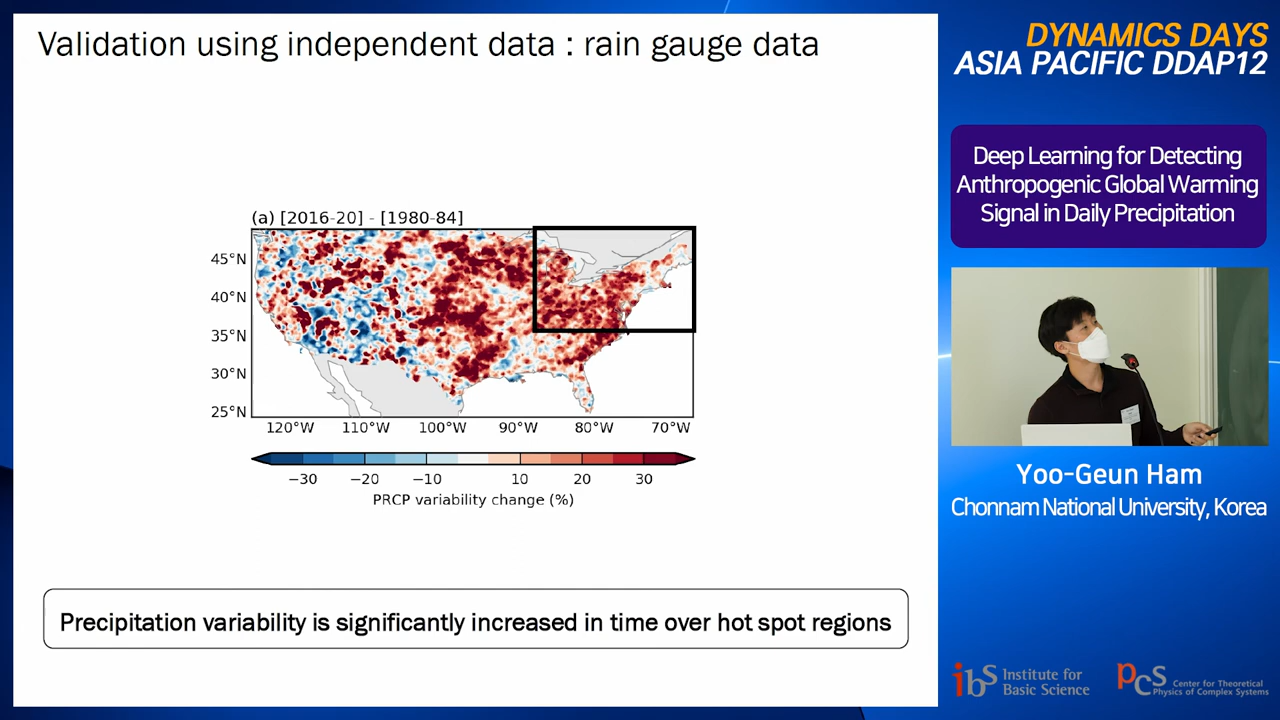 Validation using independent data : rain gauge data
(a) [2016-20] - [1980-84]
45°N
40°N
35°N
30°N
25°N
120°W 110°W 100°W 90°W 80°W 70°W
−30 −20 −10 10 20 30
PRCP variability change (%)
Precipitation variability is significantly increased in time over hot spot regions
DYNAMICS DAYS
ASIA PACIFIC DDAP12
Deep Learning for Detecting
Anthropogenic Global Warming
Signal in Daily Precipitation
Yoo-Geun Ham
Chonnam National University, Korea
ibS Institute for
Basic Science
PCS Center for Theoretical
Physics of Complex Systems